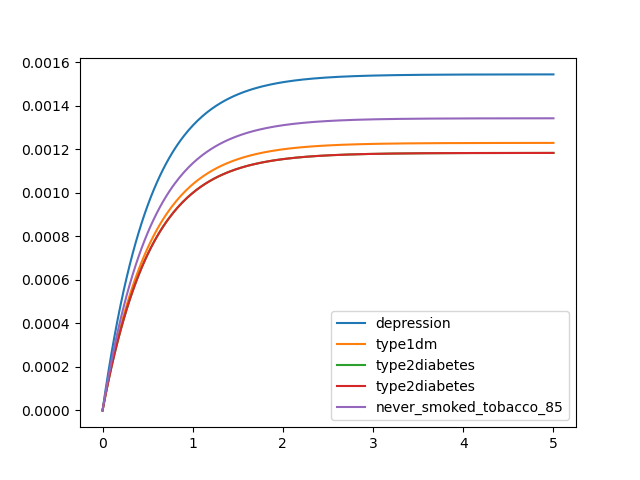 0.0016
0.0014
0.0012
0.0010
0.0008
0.0006
0.0004
0.0002
0.0000
0 1 2 3 4 5
depression
type1dm
type2diabetes
type2diabetes
never_smoked_tobacco_85